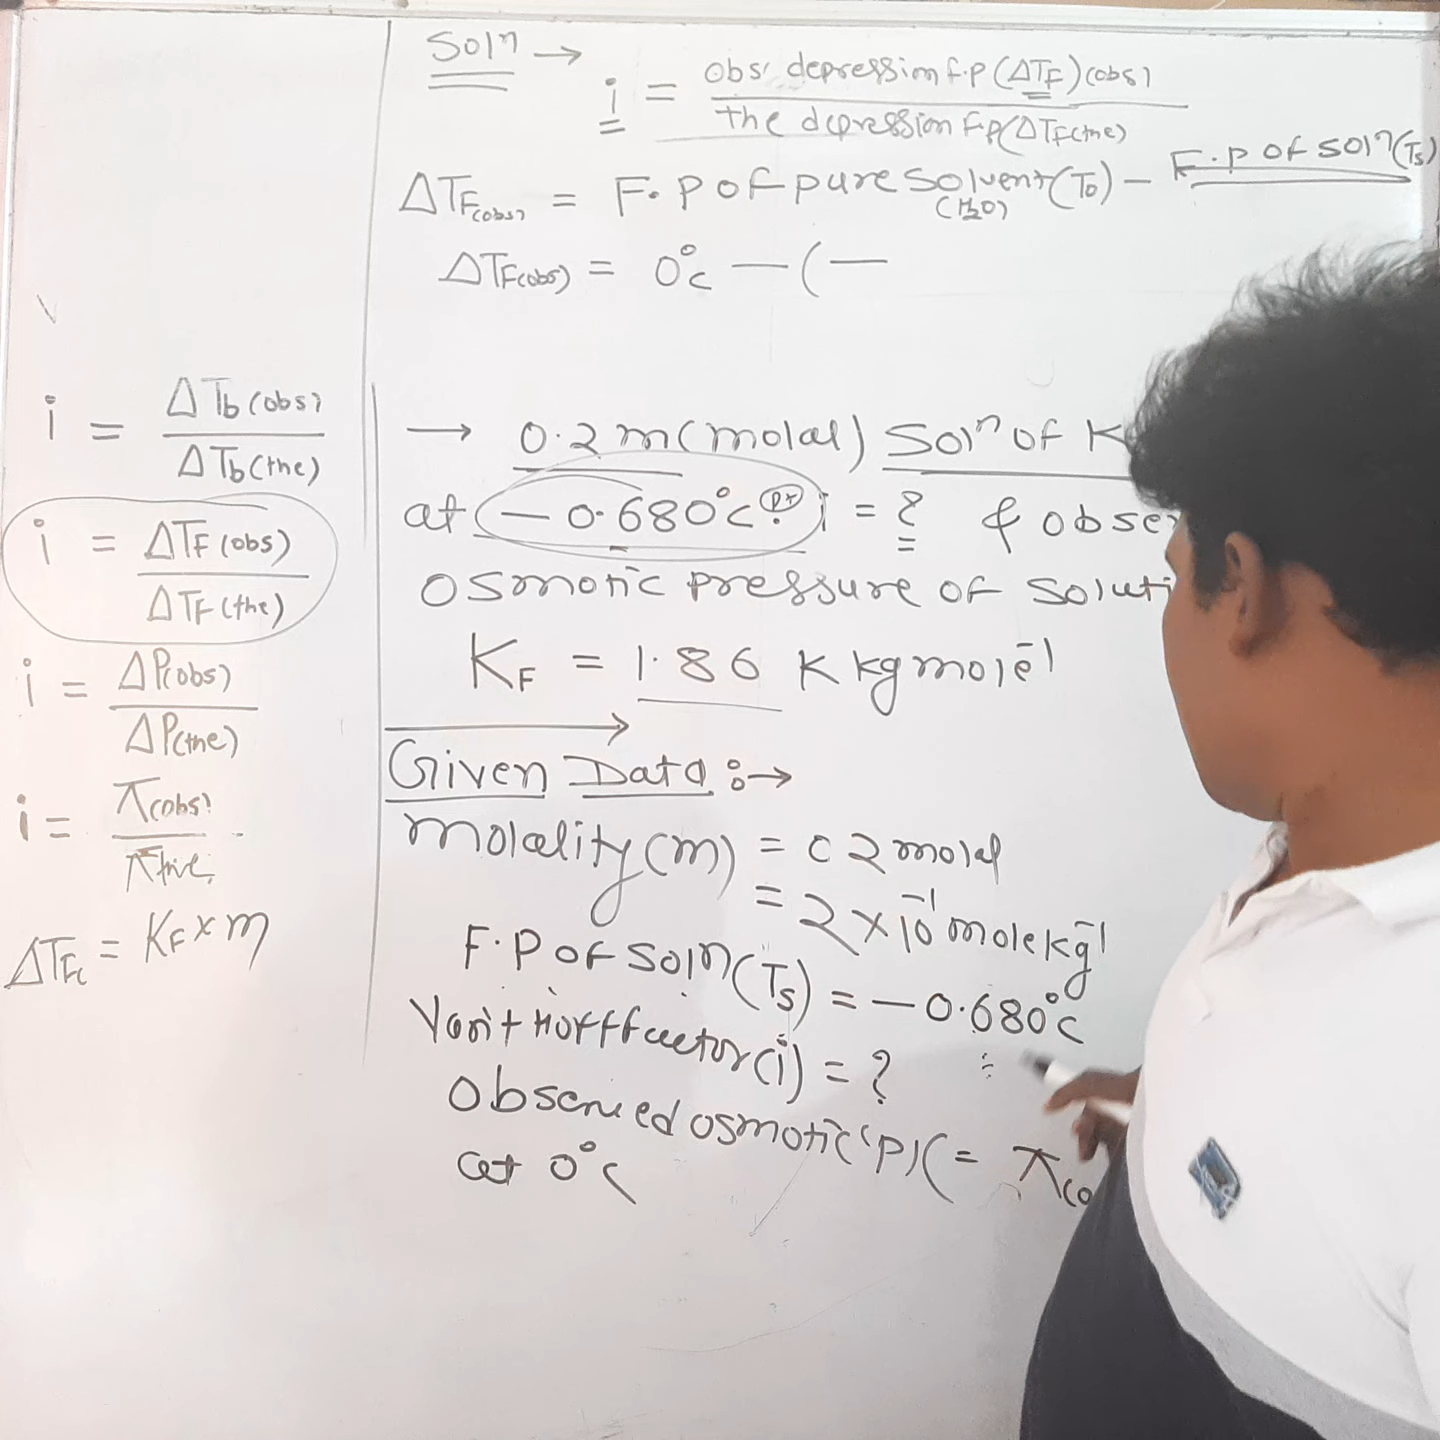 Solⁿ →
i = obs' depression f.p (ΔTF)(obs) / the depression F.p(ΔTF(the)
ΔTF(obs) = F.P of pure solvent(T0) – F.p of solⁿ(Ts)
(H2O)
ΔTF(obs) = 0°c – ( –
i = ΔTb(obs) / ΔTb(the)
i = ΔTF(obs) / ΔTF(the)
i = ΔP(obs) / ΔP(the)
i = π(obs) /
ΔTF = KF × m
→ 0.2 m(molal) Solⁿ of K
at – 0.680°c i = ? & obser
osmotic pressure of soluti
KF = 1.86 K kg mole⁻¹
Given Data :→
Molality(m) = 0 2 molal
= 2 × 10⁻¹ mole kg⁻¹
F.P of solⁿ(Ts) = – 0.680°c
Van't Hoff factor(i) = ?
Observed osmotic 'p'( = π(o
at 0°c